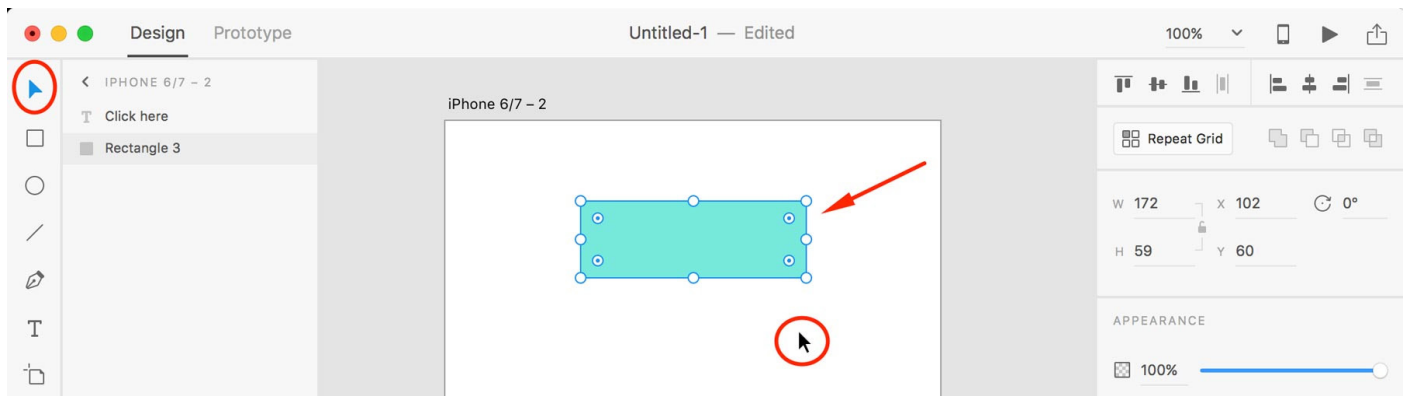 Design Prototype Untitled-1 — Edited 100%
IPHONE 6/7 – 2
T Click here
Rectangle 3
iPhone 6/7 – 2
Repeat Grid
W 172 X 102 0°
H 59 Y 60
T
APPEARANCE
100%